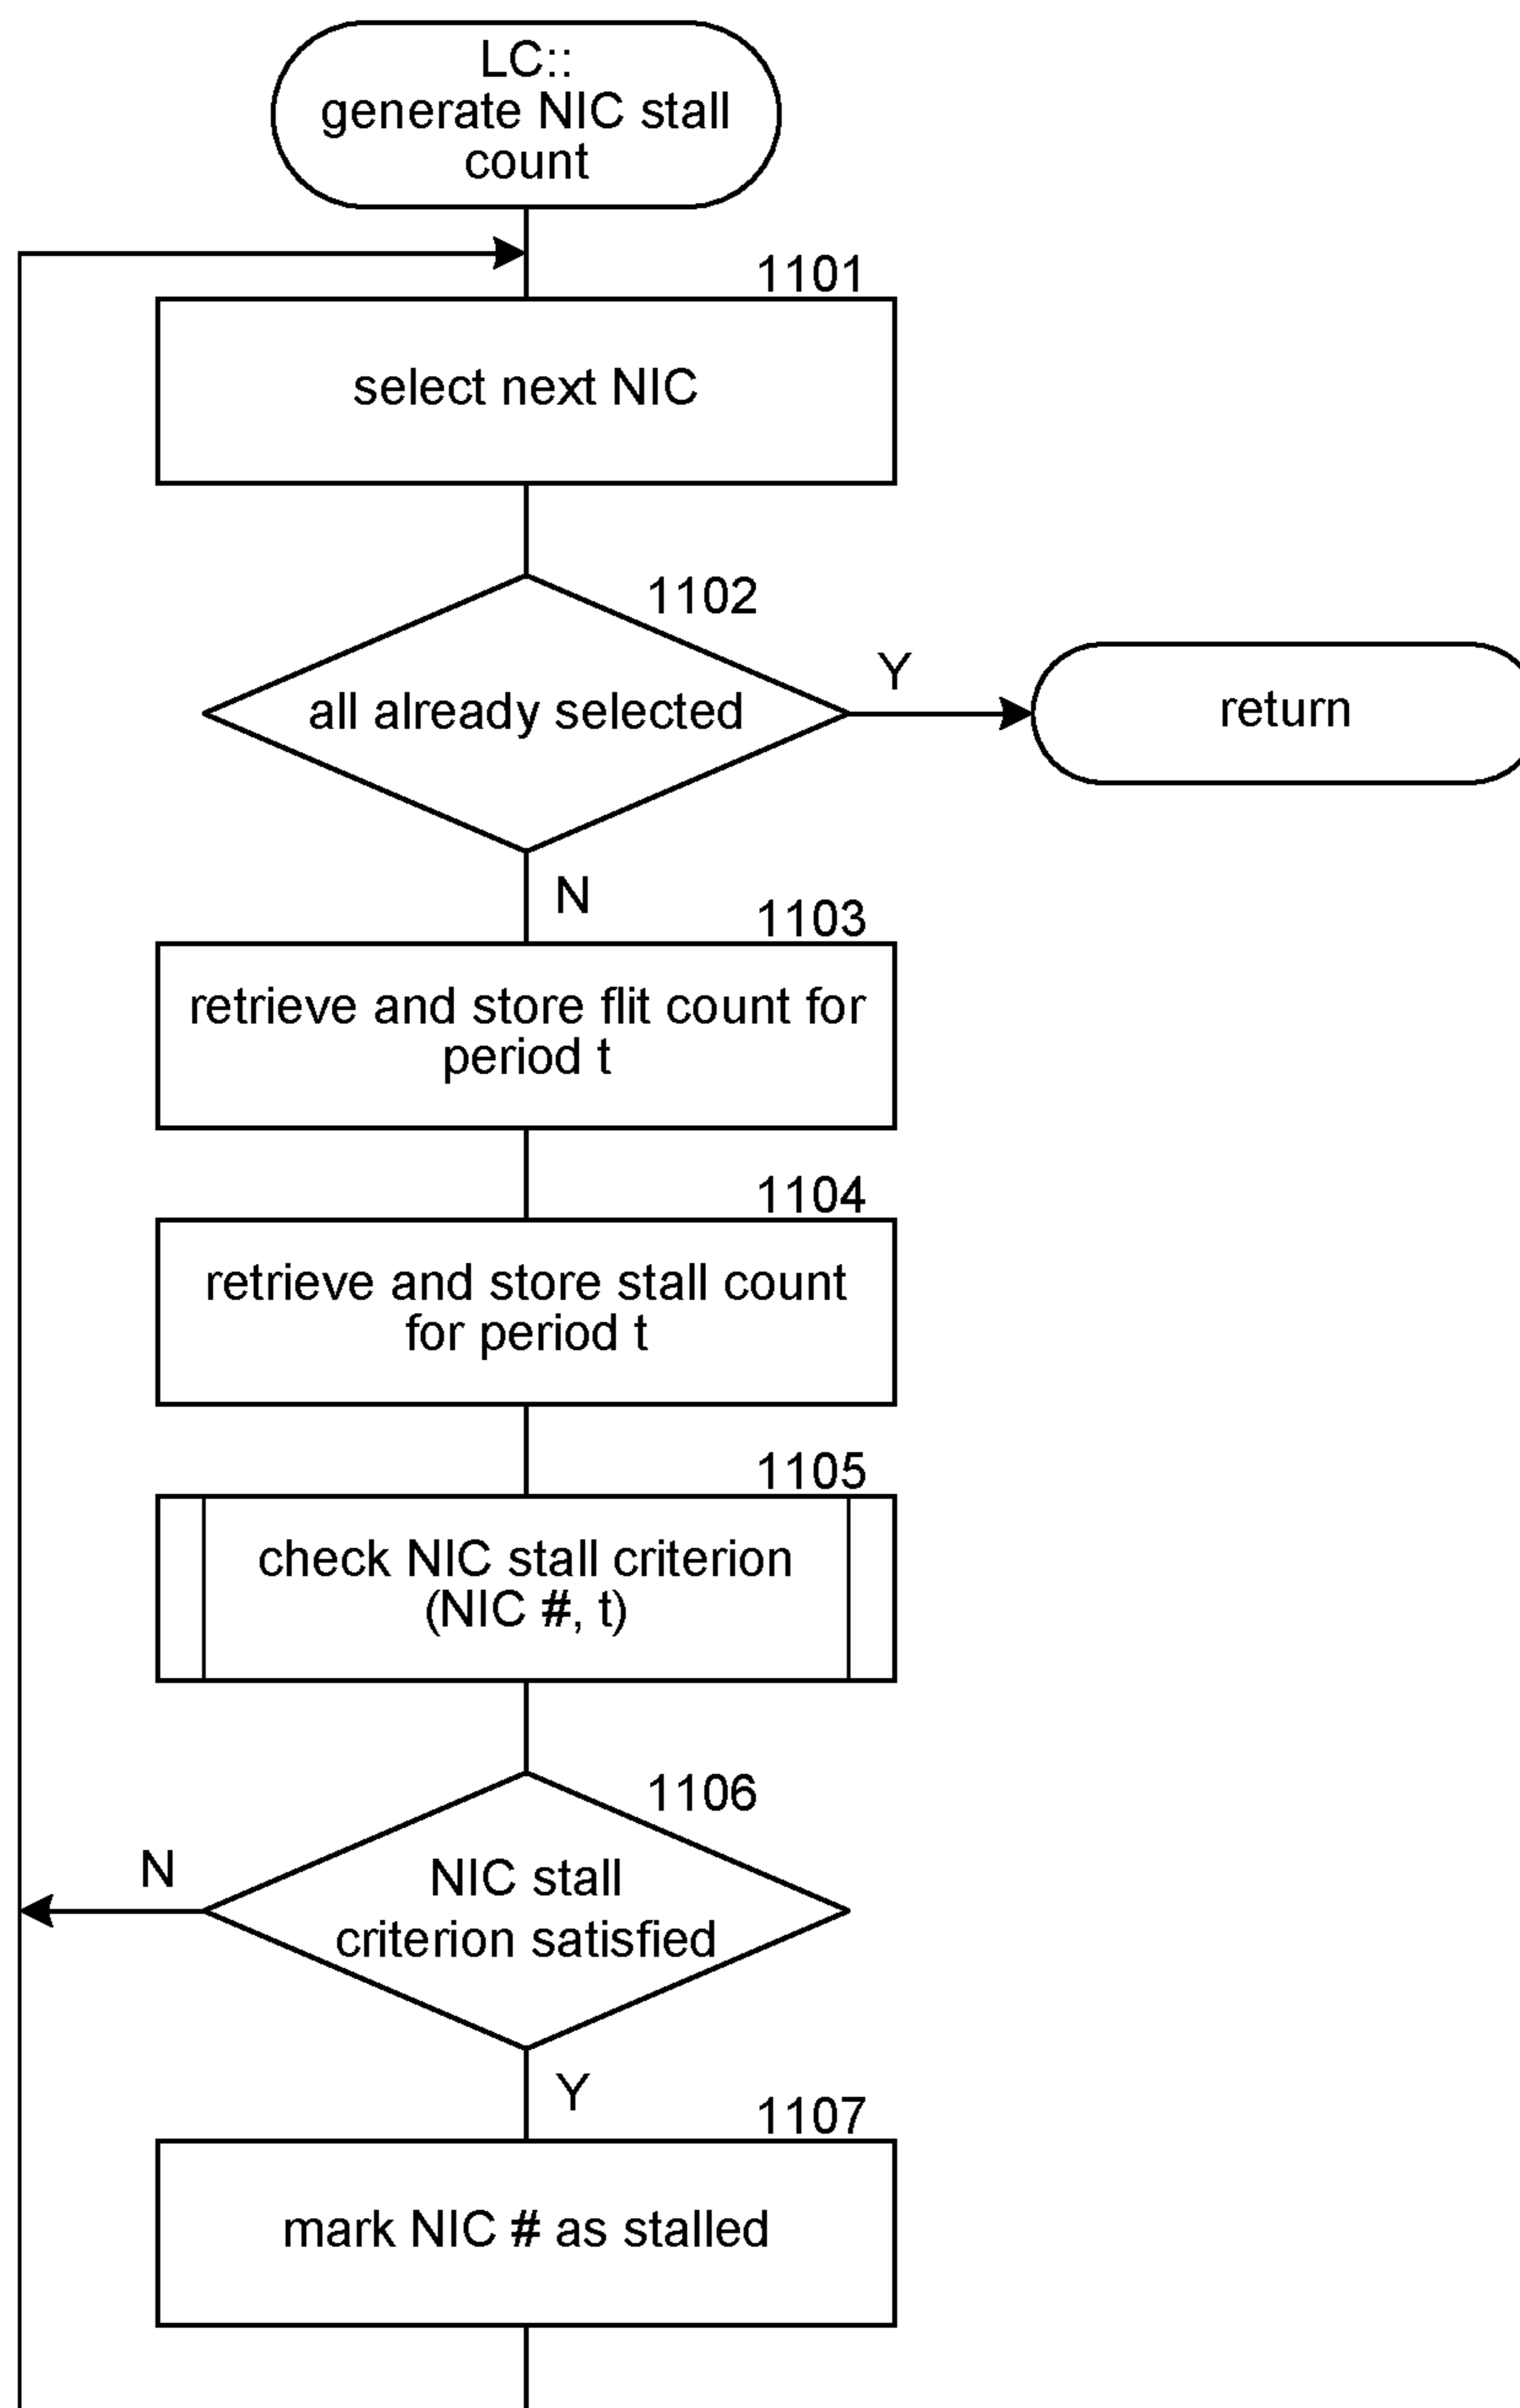 LC::
generate NIC stall
count
1101
select next NIC
1102
all already selected
Y
return
N
1103
retrieve and store flit count for
period t
1104
retrieve and store stall count
for period t
1105
check NIC stall criterion
(NIC #, t)
1106
N
NIC stall
criterion satisfied
Y
1107
mark NIC # as stalled